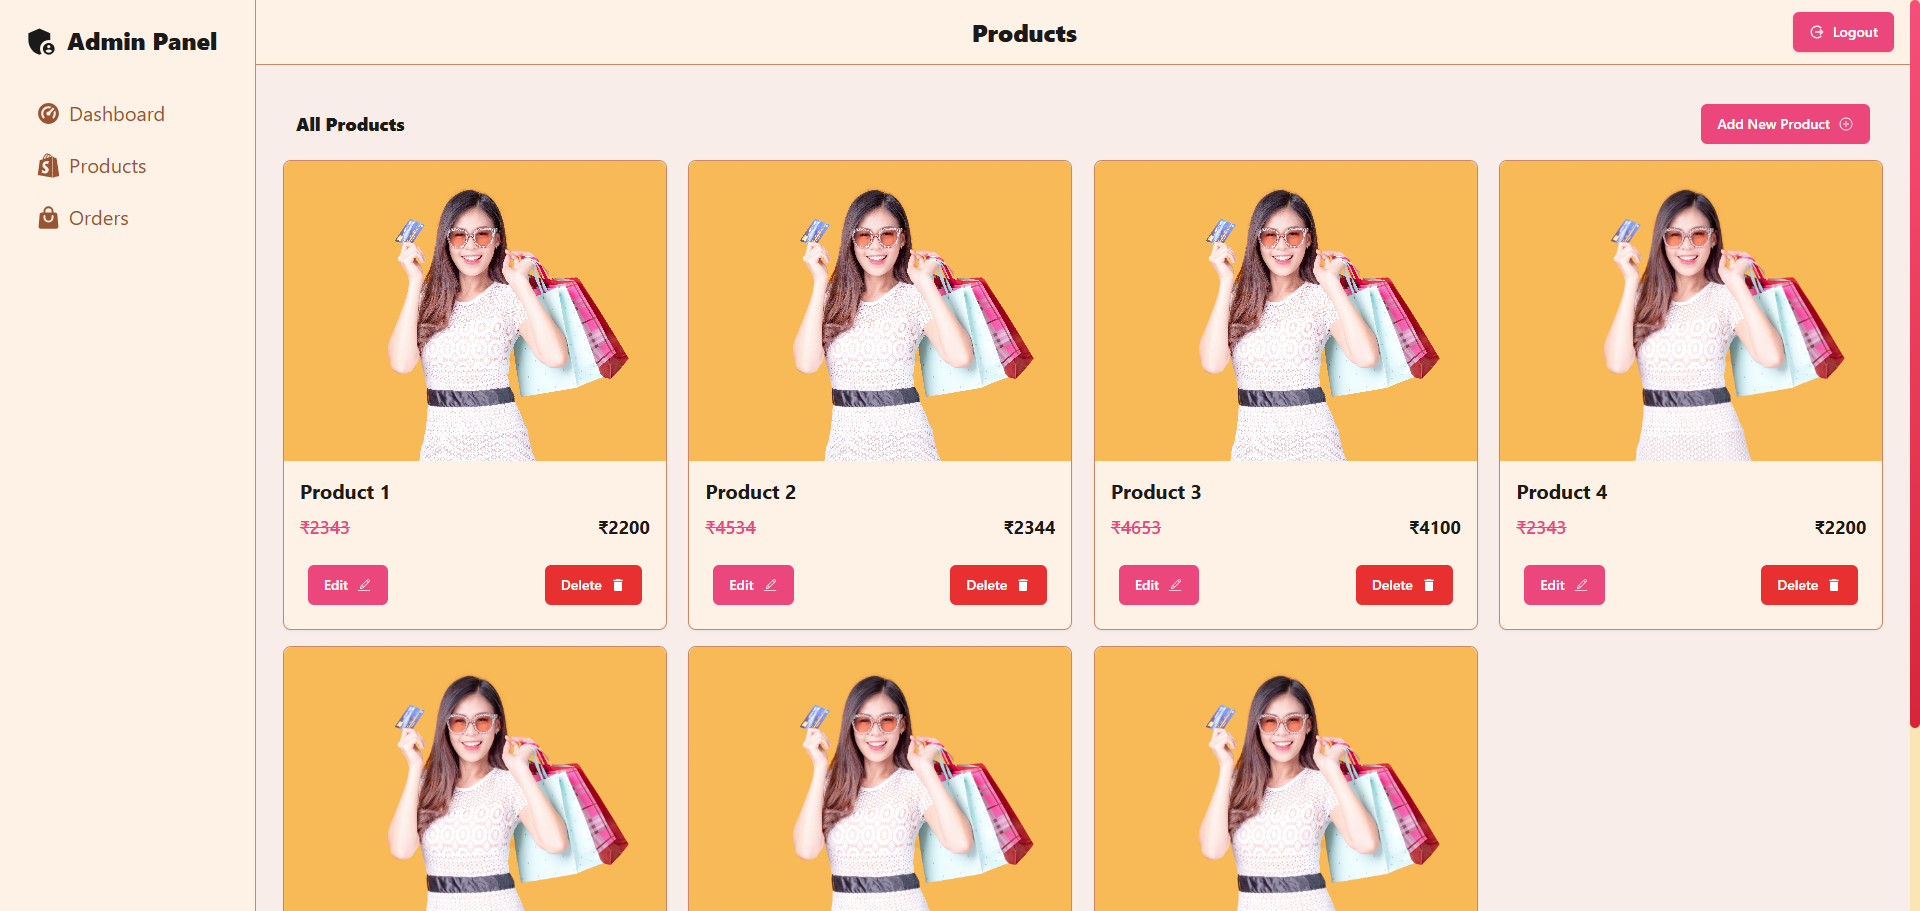 Admin Panel
Products
Logout
Dashboard
Products
Orders
All Products
Add New Product
Product 1
₹2343 ₹2200
Edit Delete
Product 2
₹4534 ₹2344
Edit Delete
Product 3
₹4653 ₹4100
Edit Delete
Product 4
₹2343 ₹2200
Edit Delete